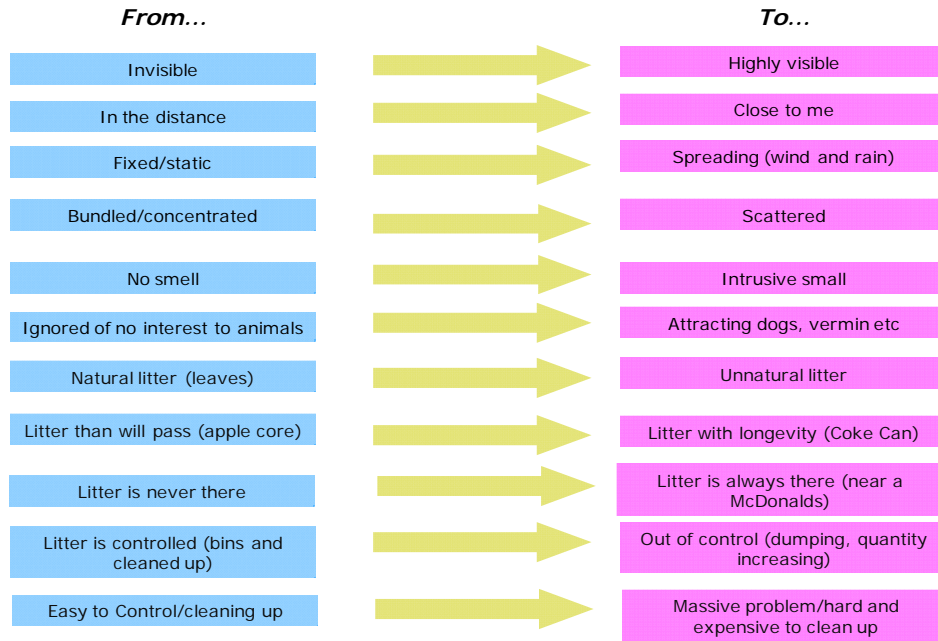 From... To...
Invisible Highly visible
In the distance Close to me
Fixed/static Spreading (wind and rain)
Bundled/concentrated Scattered
No smell Intrusive small
Ignored of no interest to animals Attracting dogs, vermin etc
Natural litter (leaves) Unnatural litter
Litter than will pass (apple core) Litter with longevity (Coke Can)
Litter is never there Litter is always there (near a
McDonalds)
Litter is controlled (bins and
cleaned up)
Out of control (dumping, quantity
increasing)
Easy to Control/cleaning up Massive problem/hard and
expensive to clean up